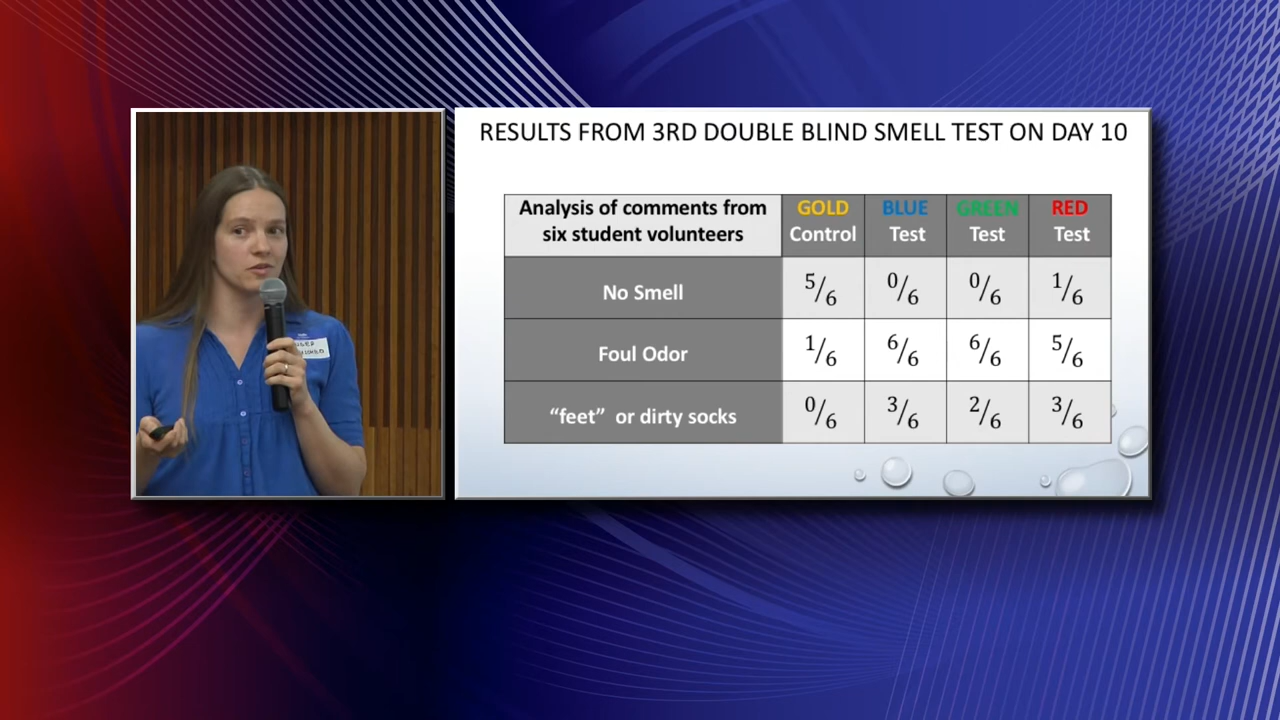 RESULTS FROM 3RD DOUBLE BLIND SMELL TEST ON DAY 10
Analysis of comments from
six student volunteers
GOLD
Control
BLUE
Test
GREEN
Test
RED
Test
No Smell
5/6
0/6
0/6
1/6
Foul Odor
1/6
6/6
6/6
5/6
“feet” or dirty socks
0/6
3/6
2/6
3/6